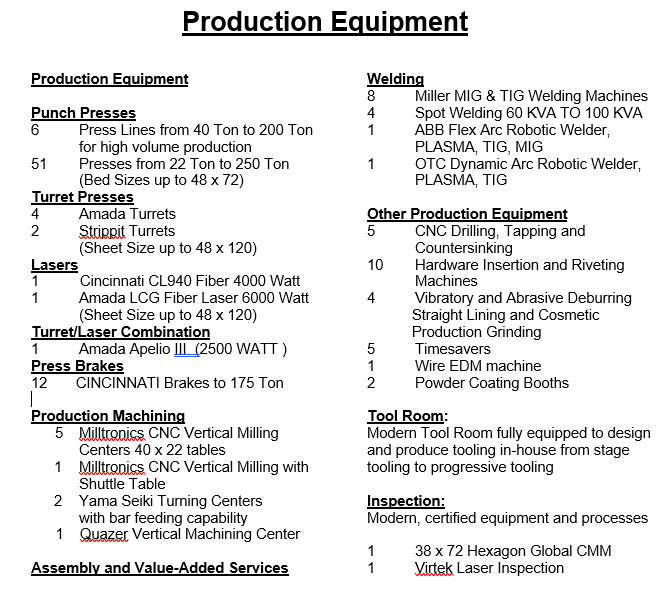 Production Equipment
Production Equipment
Punch Presses
6 Press Lines from 40 Ton to 200 Ton
for high volume production
51 Presses from 22 Ton to 250 Ton
(Bed Sizes up to 48 x 72)
Turret Presses
4 Amada Turrets
2 Strippit Turrets
(Sheet Size up to 48 x 120)
Lasers
1 Cincinnati CL940 Fiber 4000 Watt
1 Amada LCG Fiber Laser 6000 Watt
(Sheet Size up to 48 x 120)
Turret/Laser Combination
1 Amada Apelio III (2500 WATT )
Press Brakes
12 CINCINNATI Brakes to 175 Ton
Production Machining
5 Milltronics CNC Vertical Milling
Centers 40 x 22 tables
1 Milltronics CNC Vertical Milling with
Shuttle Table
2 Yama Seiki Turning Centers
with bar feeding capability
1 Quazer Vertical Machining Center
Assembly and Value-Added Services
Welding
8 Miller MIG & TIG Welding Machines
4 Spot Welding 60 KVA TO 100 KVA
1 ABB Flex Arc Robotic Welder,
PLASMA, TIG, MIG
1 OTC Dynamic Arc Robotic Welder,
PLASMA, TIG
Other Production Equipment
5 CNC Drilling, Tapping and
Countersinking
10 Hardware Insertion and Riveting
Machines
4 Vibratory and Abrasive Deburring
Straight Lining and Cosmetic
Production Grinding
5 Timesavers
1 Wire EDM machine
2 Powder Coating Booths
Tool Room:
Modern Tool Room fully equipped to design
and produce tooling in-house from stage
tooling to progressive tooling
Inspection:
Modern, certified equipment and processes
1 38 x 72 Hexagon Global CMM
1 Virtek Laser Inspection